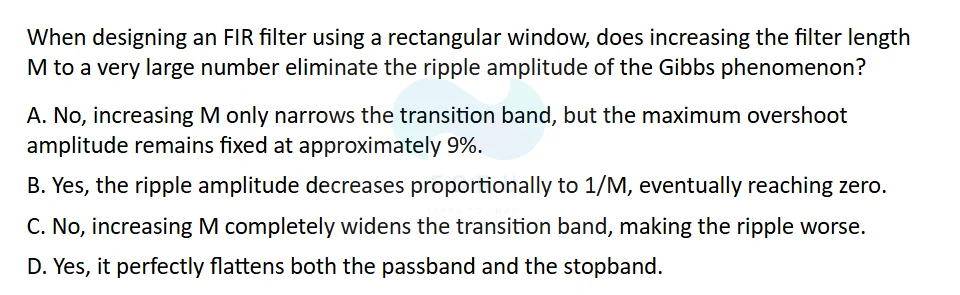 When designing an FIR filter using a rectangular window, does increasing the filter length
M to a very large number eliminate the ripple amplitude of the Gibbs phenomenon?
A. No, increasing M only narrows the transition band, but the maximum overshoot
amplitude remains fixed at approximately 9%.
B. Yes, the ripple amplitude decreases proportionally to 1/M, eventually reaching zero.
C. No, increasing M completely widens the transition band, making the ripple worse.
D. Yes, it perfectly flattens both the passband and the stopband.